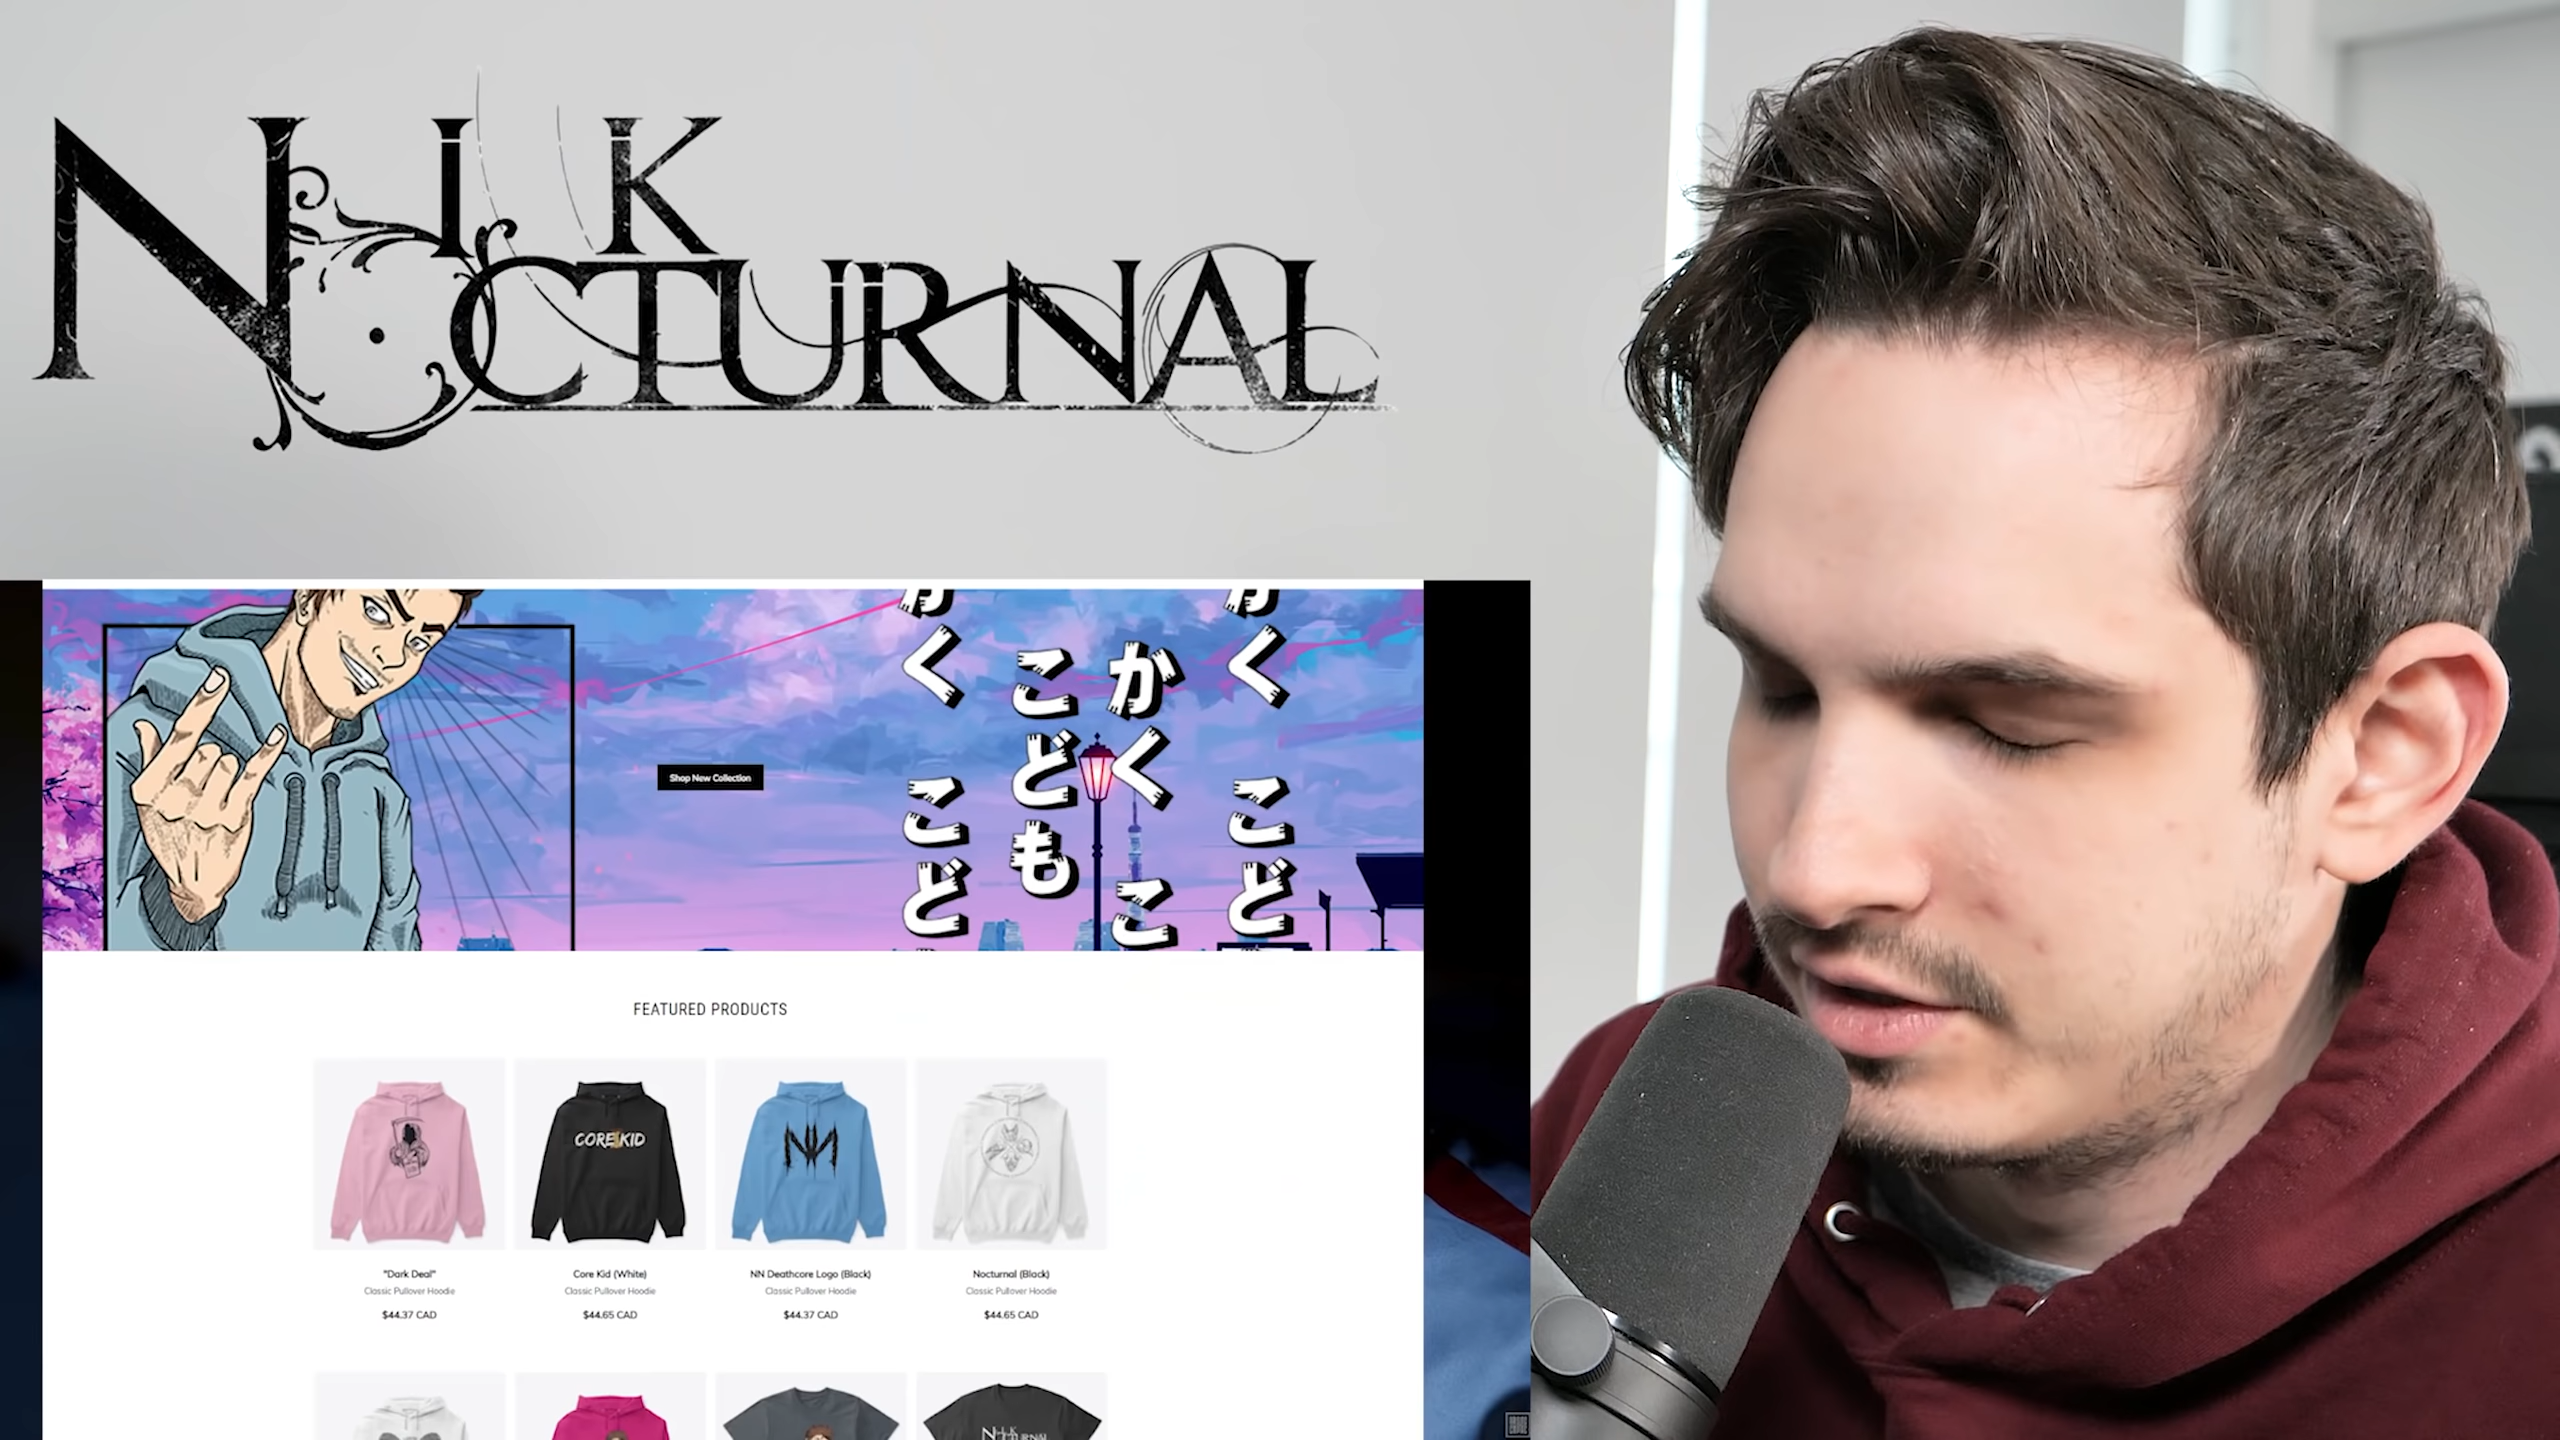 NIK
NOCTURNAL
かく こど
こども
かく こ
かく こど
Shop New Collection
FEATURED PRODUCTS
CORE KID
"Dark Deal"
Classic Pullover Hoodie
$44.37 CAD
Core Kid (White)
Classic Pullover Hoodie
$44.65 CAD
NN Deathcore Logo (Black)
Classic Pullover Hoodie
$44.37 CAD
Nocturnal (Black)
Classic Pullover Hoodie
$44.65 CAD
NIK
NOCTURNAL